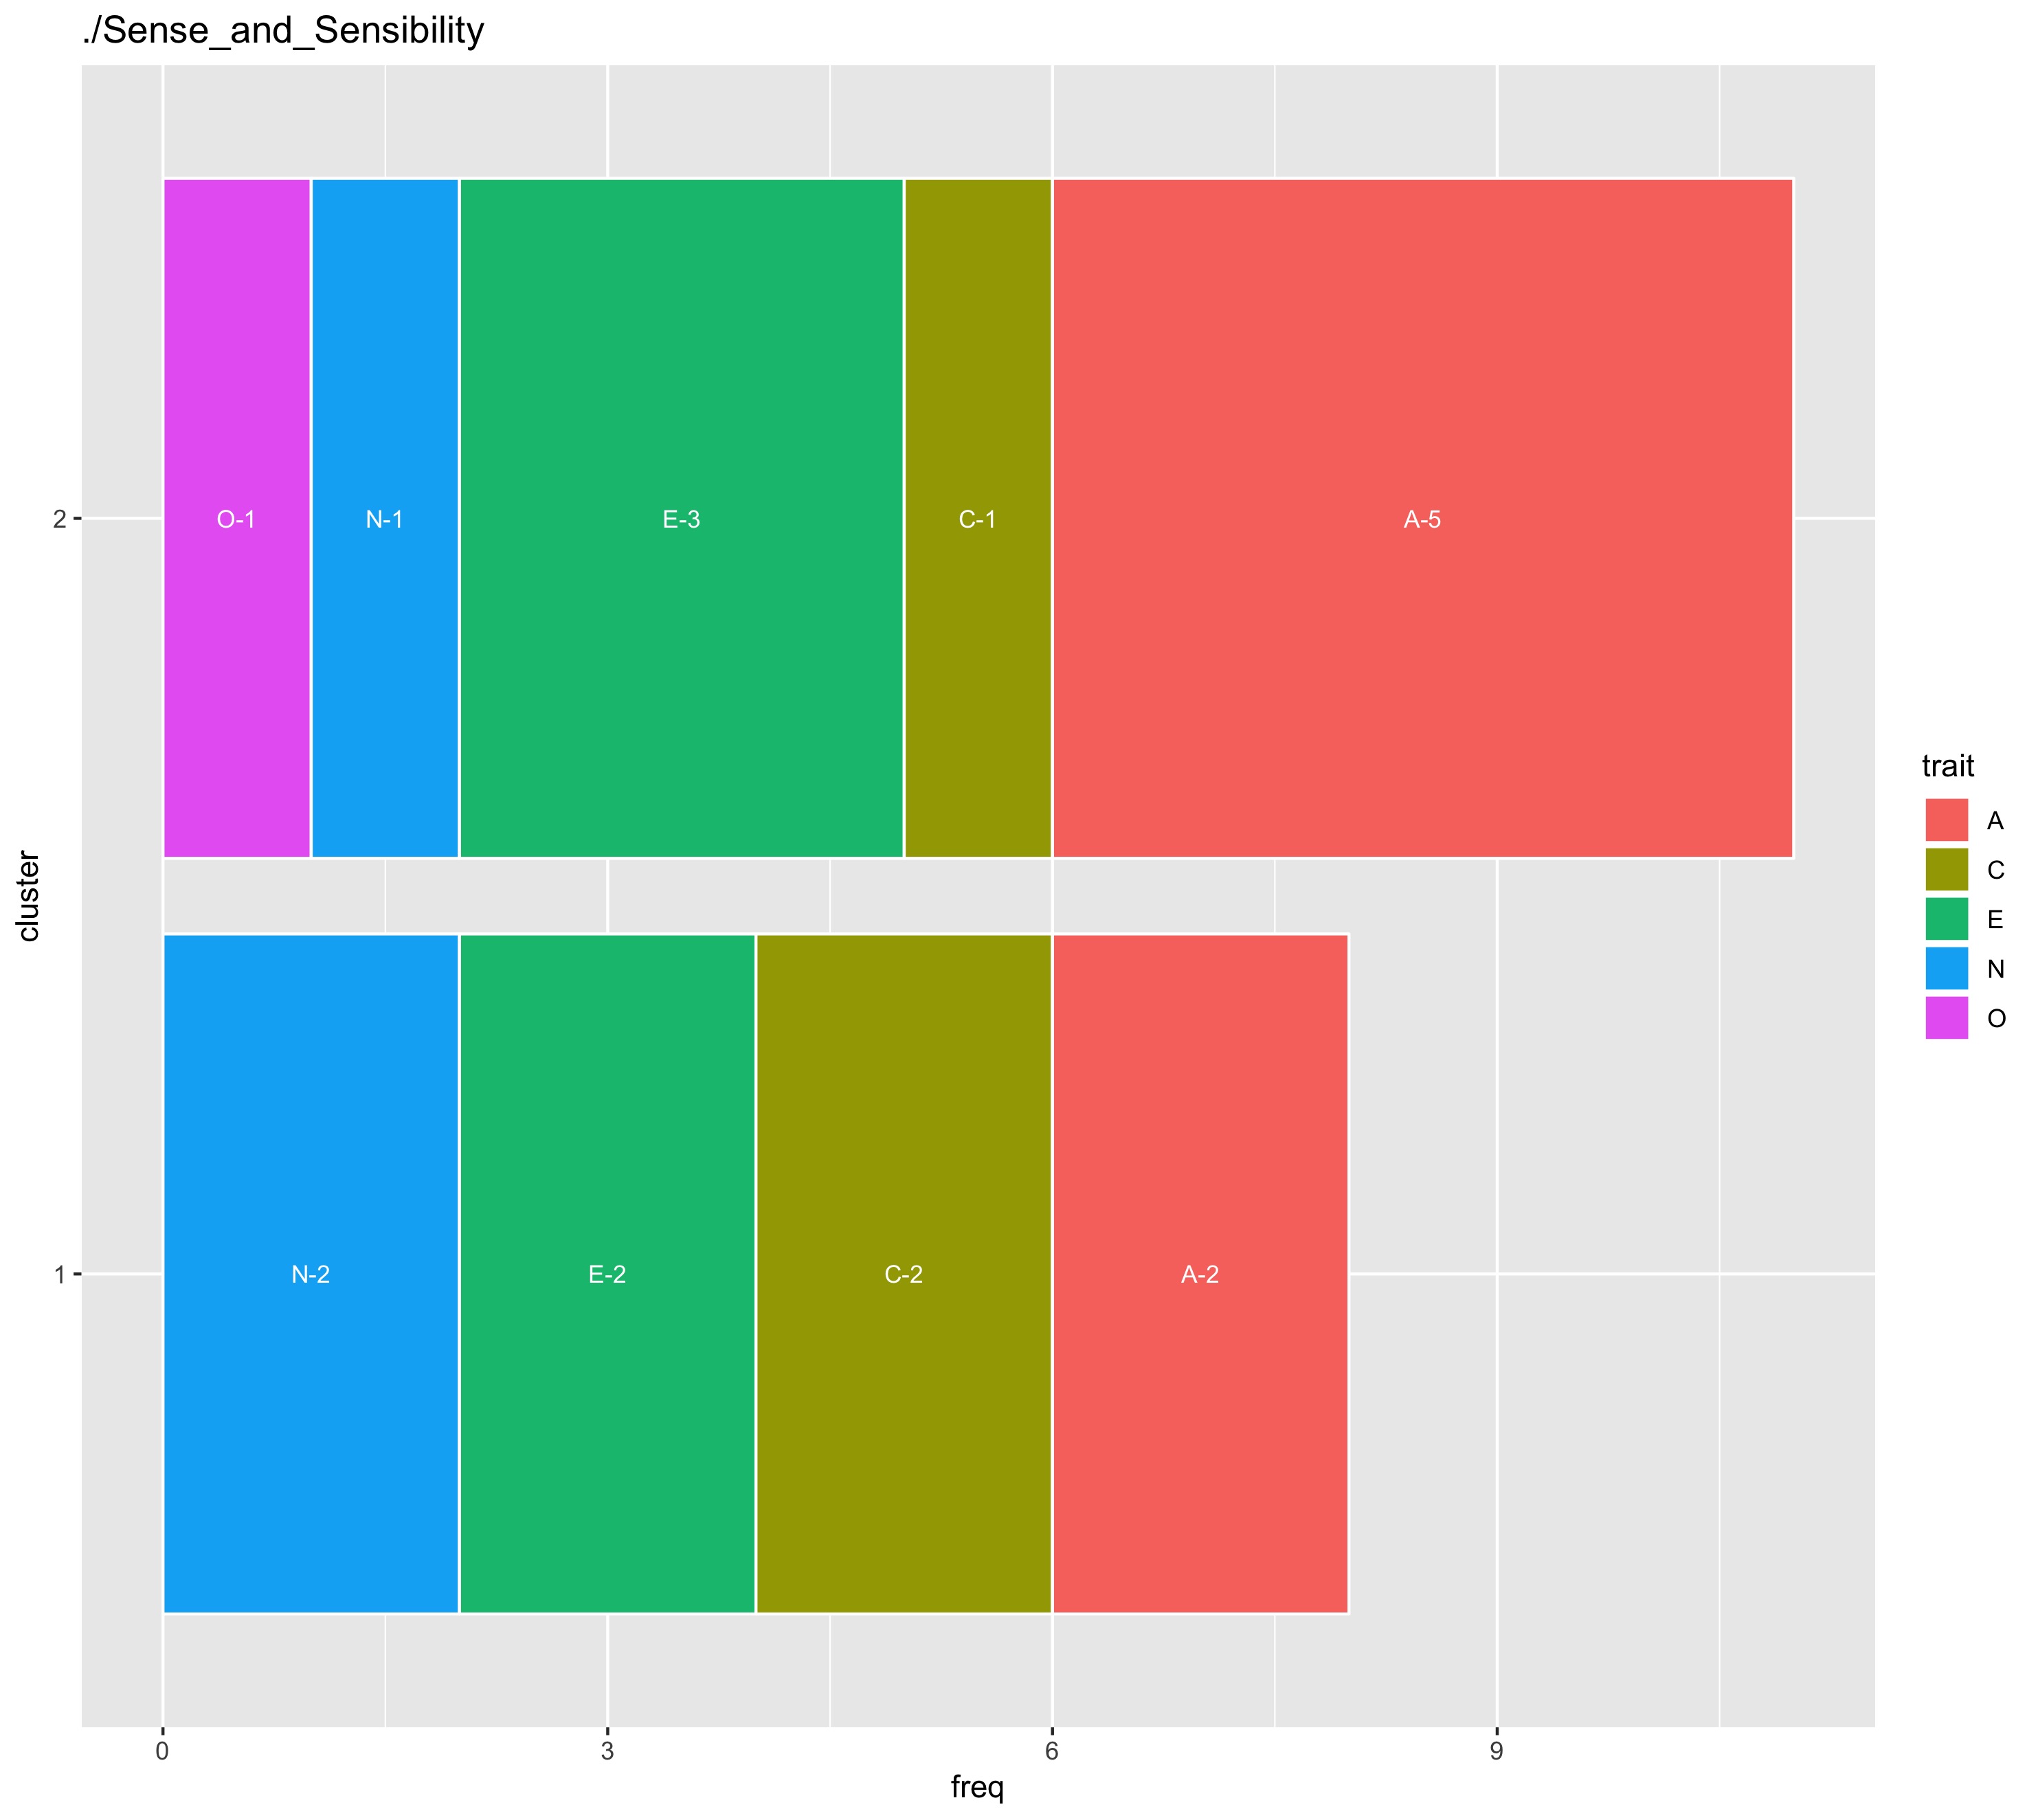 ./Sense_and_Sensibility
2
O-1 N-1 E-3 C-1 A-5
cluster
1
N-2 E-2 C-2 A-2
0 3 6 9
freq
trait
A
C
E
N
O